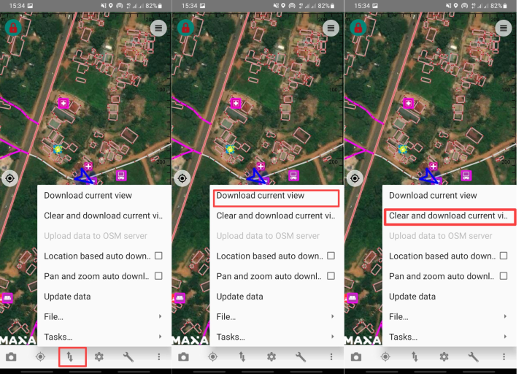 15:34 82%
Download current view
Clear and download current vi..
Upload data to OSM server
Location based auto down..
Pan and zoom auto downl..
Update data
File...
Tasks...
MAXA
15:34 82%
Download current view
Clear and download current vi..
Upload data to OSM server
Location based auto down..
Pan and zoom auto downl..
Update data
File...
Tasks...
MAXA
15:34 82%
Download current view
Clear and download current vi..
Upload data to OSM server
Location based auto down..
Pan and zoom auto downl..
Update data
File...
Tasks...
MAXA